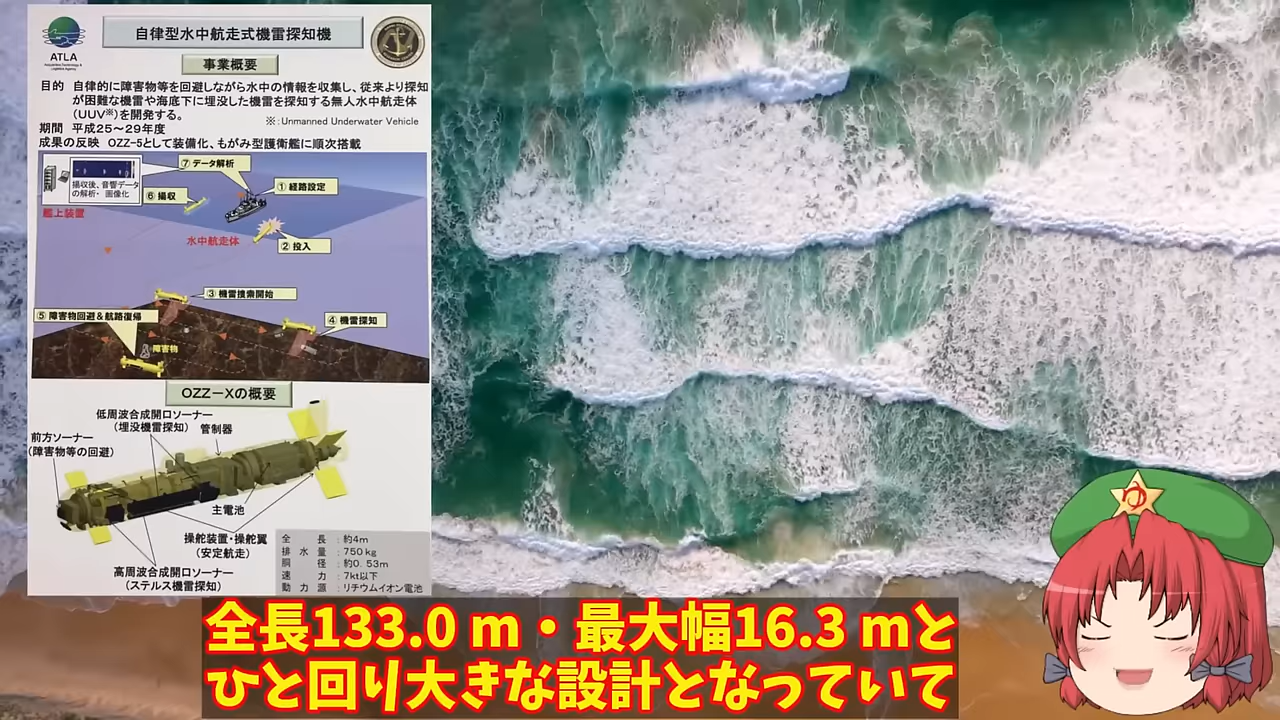 自律型水中航走式機雷探知機
ATLA
事業概要
目的 自律的に障害物等を回避しながら水中の情報を収集し、従来より探知
が困難な機雷や海底下に埋没した機雷を探知する無人水中航走体
(UUV※)を開発する。
※:Unmanned Underwater Vehicle
期間 平成25~29年度
成果の反映 OZZ-5として装備化、もがみ型護衛艦に順次搭載
⑦データ解析
揚収後、音響データ
の解析・画像化
①経路設定
⑥揚収
艦上装置
水中航走体
②投入
③機雷捜索開始
⑤障害物回避&航路復帰
④機雷探知
障害物
OZZ-Xの概要
低周波合成開口ソーナー
(埋没機雷探知)
管制器
前方ソーナー
(障害物等の回避)
主電池
操舵装置・操舵翼
(安定航走)
高周波合成開口ソーナー
(ステルス機雷探知)
全長:約4m
排水量:750kg
胴径:約0.53m
速力:7kt以下
動力源:リチウムイオン電池
全長133.0 m・最大幅16.3 mと
ひと回り大きな設計となっていて